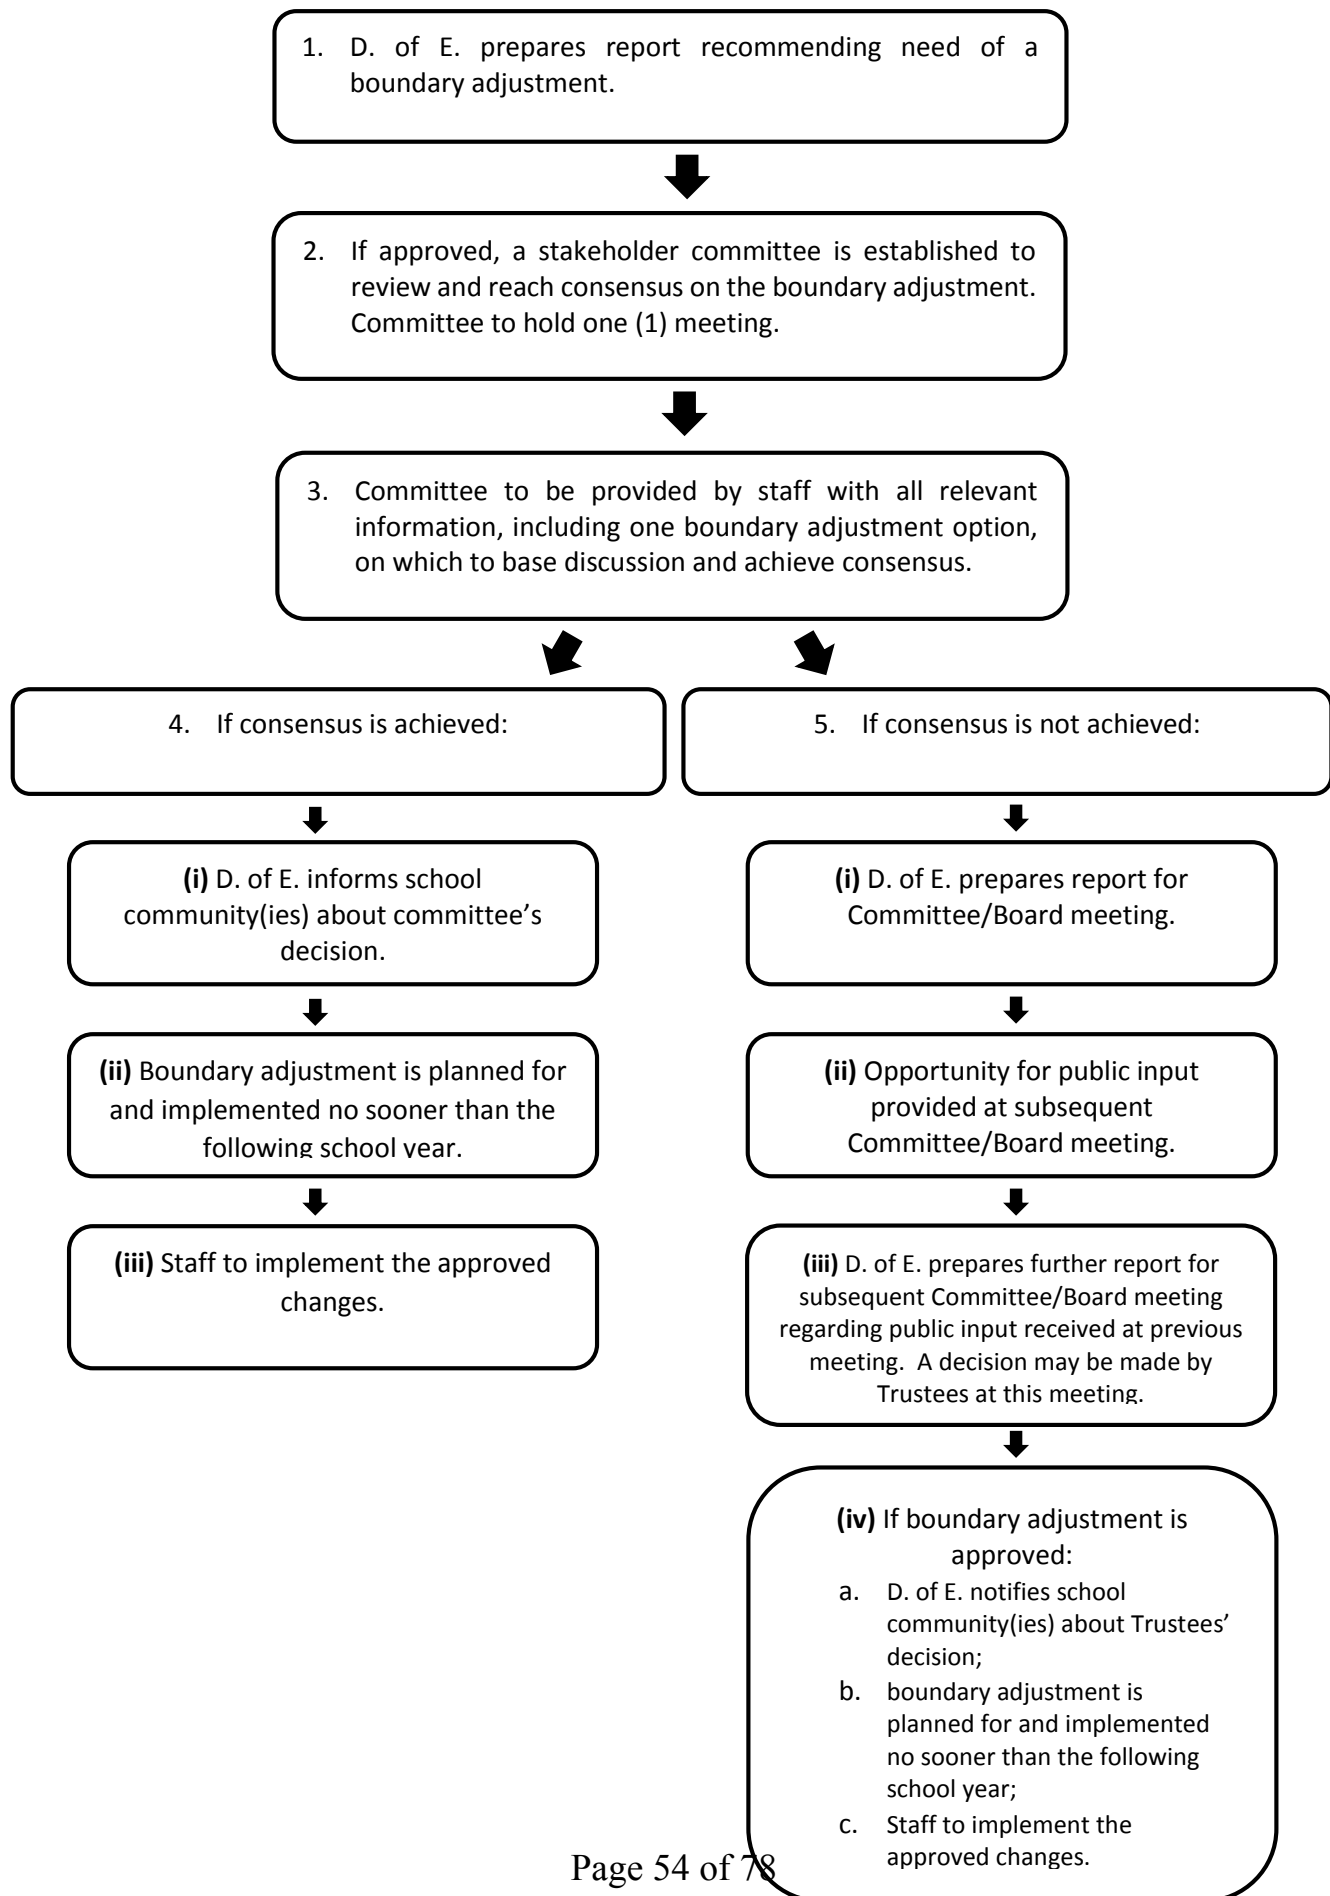 1. D. of E. prepares report recommending need of a
boundary adjustment.
2. If approved, a stakeholder committee is established to
review and reach consensus on the boundary adjustment.
Committee to hold one (1) meeting.
3. Committee to be provided by staff with all relevant
information, including one boundary adjustment option,
on which to base discussion and achieve consensus.
4. If consensus is achieved:
(i) D. of E. informs school
community(ies) about committee’s
decision.
(ii) Boundary adjustment is planned for
and implemented no sooner than the
following school year.
(iii) Staff to implement the approved
changes.
5. If consensus is not achieved:
(i) D. of E. prepares report for
Committee/Board meeting.
(ii) Opportunity for public input
provided at subsequent
Committee/Board meeting.
(iii) D. of E. prepares further report for
subsequent Committee/Board meeting
regarding public input received at previous
meeting. A decision may be made by
Trustees at this meeting.
(iv) If boundary adjustment is
approved:
a. D. of E. notifies school
community(ies) about Trustees’
decision;
b. boundary adjustment is
planned for and implemented
no sooner than the following
school year;
c. Staff to implement the
approved changes.
Page 54 of 78